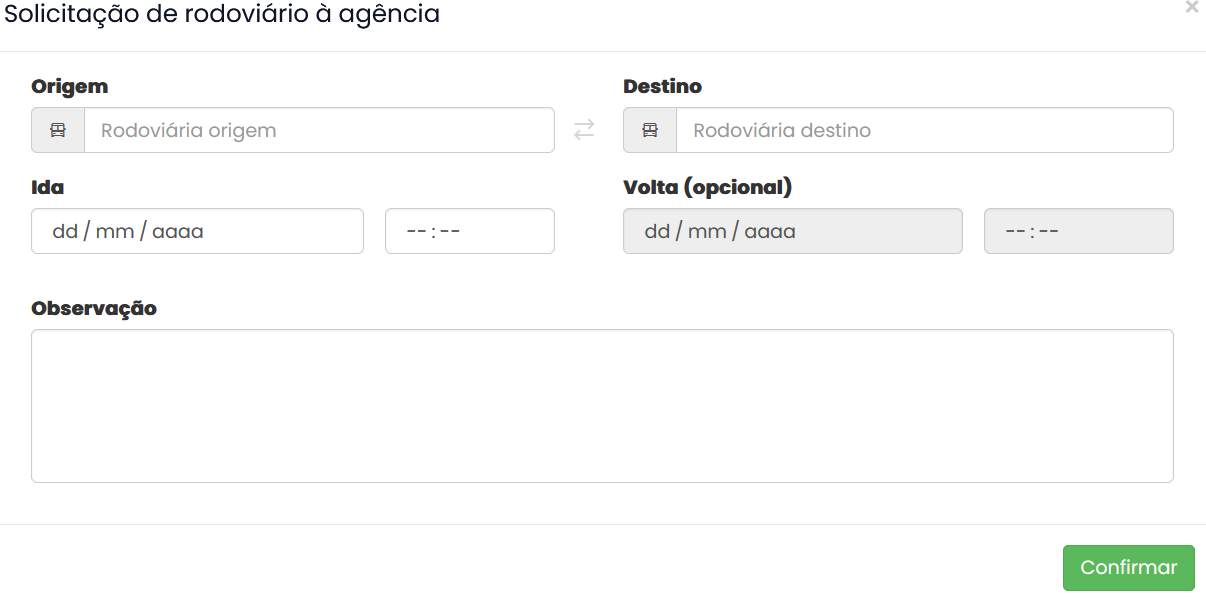 Solicitação de rodoviário à agência
×
Origem
Destino
Rodoviária origem
Rodoviária destino
Ida
Volta (opcional)
dd / mm / aaaa
-- : --
dd / mm / aaaa
-- : --
Observação
Confirmar